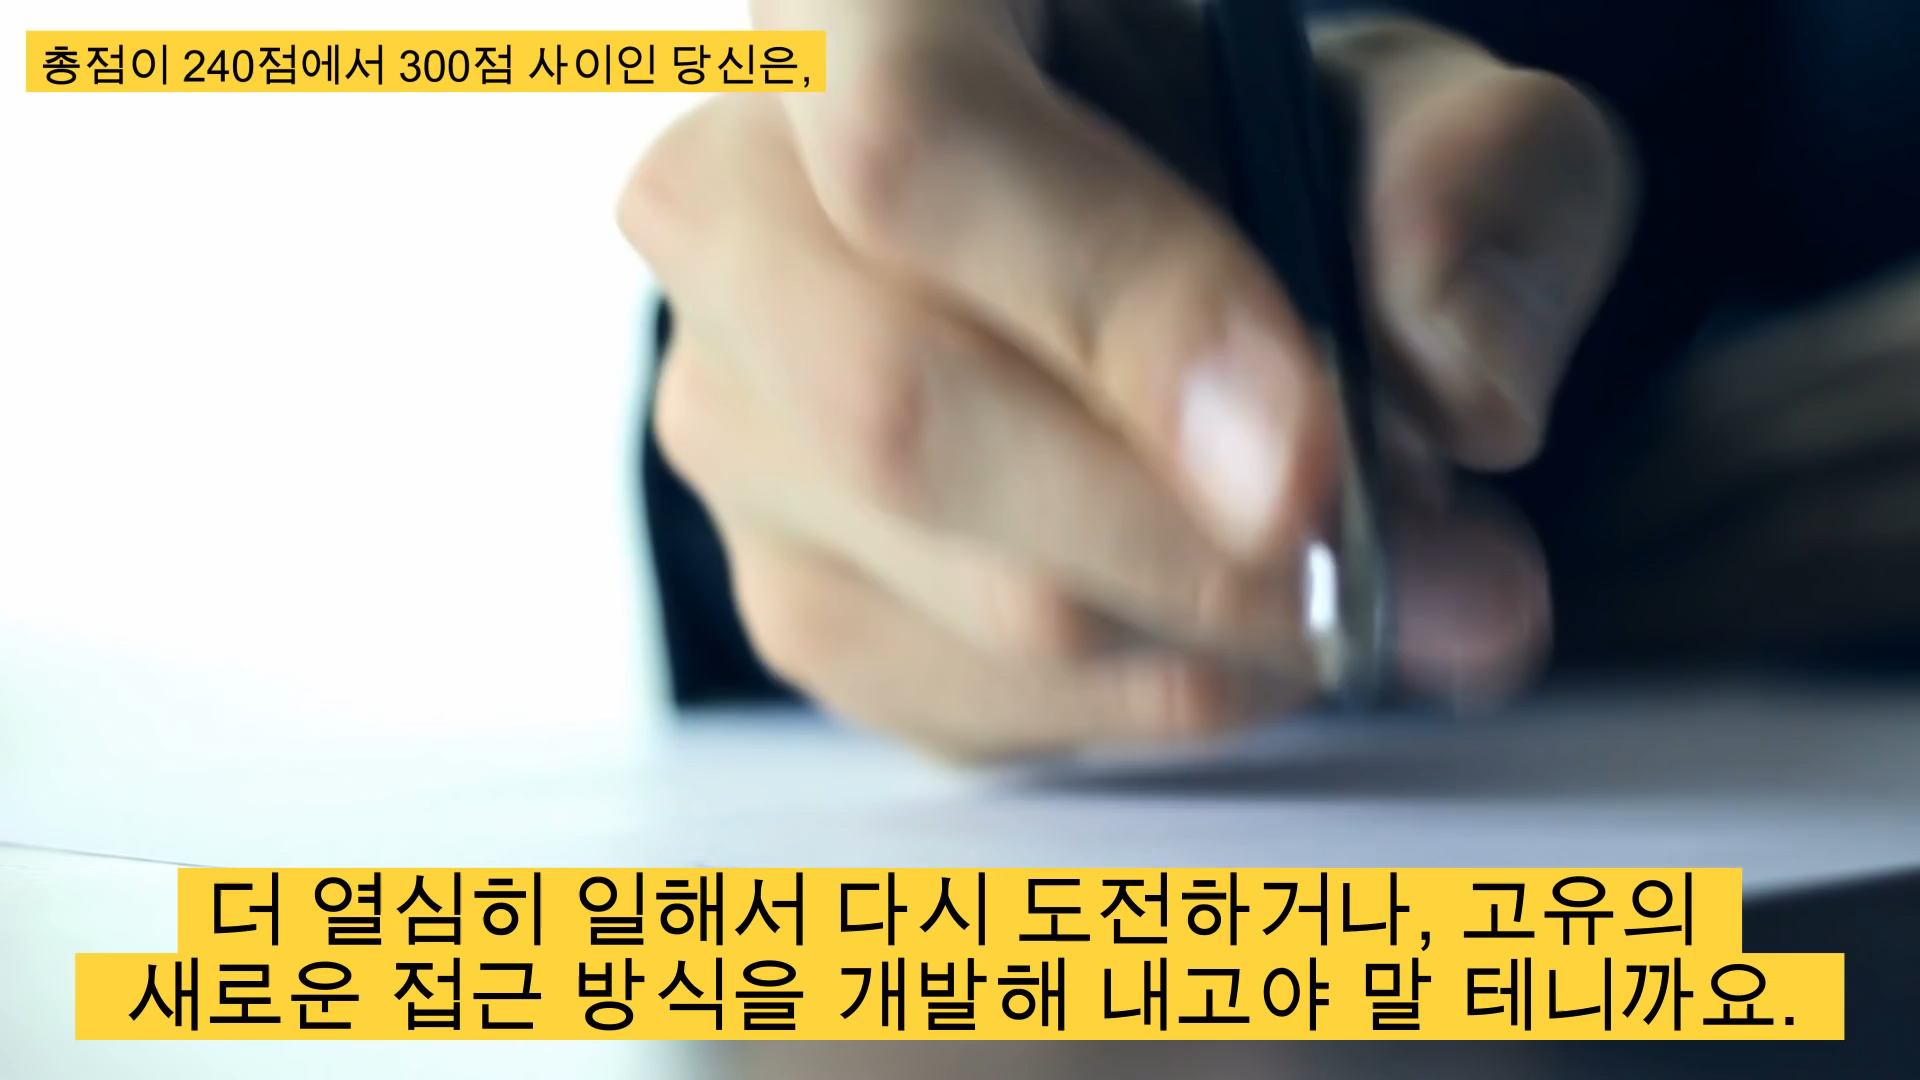 총점이 240점에서 300점 사이인 당신은,
더 열심히 일해서 다시 도전하거나, 고유의
새로운 접근 방식을 개발해 내고야 말 테니까요.